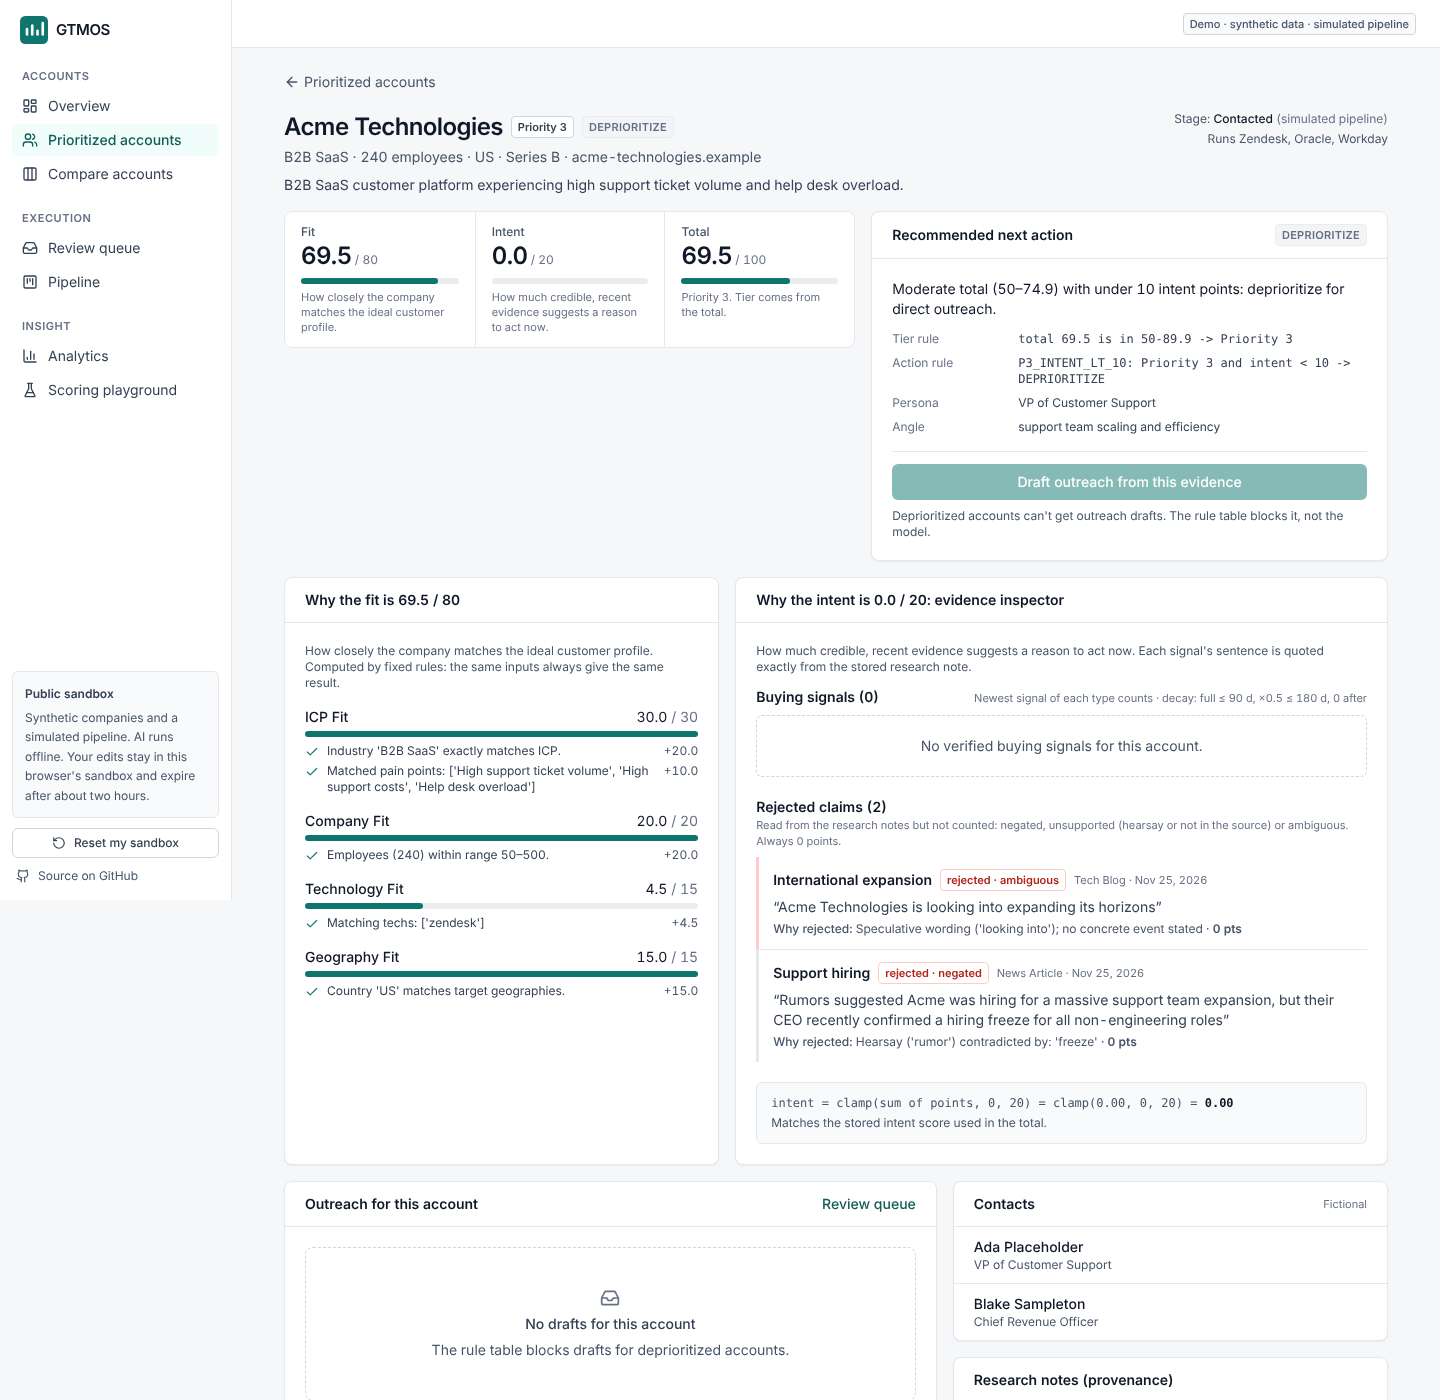 GTMOS
ACCOUNTS
Overview
Prioritized accounts
Compare accounts
EXECUTION
Review queue
Pipeline
INSIGHT
Analytics
Scoring playground
Public sandbox
Synthetic companies and a
simulated pipeline. AI runs
offline. Your edits stay in this
browser's sandbox and expire
after about two hours.
Reset my sandbox
Source on GitHub
Demo · synthetic data · simulated pipeline
Prioritized accounts
Acme Technologies Priority 3 DEPRIORITIZE
B2B SaaS · 240 employees · US · Series B · acme-technologies.example
B2B SaaS customer platform experiencing high support ticket volume and help desk overload.
Stage: Contacted (simulated pipeline)
Runs Zendesk, Oracle, Workday
Fit
69.5 / 80
How closely the company
matches the ideal customer
profile.
Intent
0.0 / 20
How much credible, recent
evidence suggests a reason
to act now.
Total
69.5 / 100
Priority 3. Tier comes from
the total.
Recommended next action DEPRIORITIZE
Moderate total (50–74.9) with under 10 intent points: deprioritize for
direct outreach.
Tier rule total 69.5 is in 50-89.9 -> Priority 3
Action rule P3_INTENT_LT_10: Priority 3 and intent < 10 ->
DEPRIORITIZE
Persona VP of Customer Support
Angle support team scaling and efficiency
Draft outreach from this evidence
Deprioritized accounts can't get outreach drafts. The rule table blocks it, not the
model.
Why the fit is 69.5 / 80
How closely the company matches the ideal customer profile.
Computed by fixed rules: the same inputs always give the same
result.
ICP Fit 30.0 / 30
Industry 'B2B SaaS' exactly matches ICP. +20.0
Matched pain points: ['High support ticket volume', 'High +10.0
support costs', 'Help desk overload']
Company Fit 20.0 / 20
Employees (240) within range 50–500. +20.0
Technology Fit 4.5 / 15
Matching techs: ['zendesk'] +4.5
Geography Fit 15.0 / 15
Country 'US' matches target geographies. +15.0
Why the intent is 0.0 / 20: evidence inspector
How much credible, recent evidence suggests a reason to act now. Each signal's sentence is quoted
exactly from the stored research note.
Buying signals (0) Newest signal of each type counts · decay: full ≤ 90 d, ×0.5 ≤ 180 d, 0 after
No verified buying signals for this account.
Rejected claims (2)
Read from the research notes but not counted: negated, unsupported (hearsay or not in the source) or ambiguous.
Always 0 points.
International expansion rejected · ambiguous Tech Blog · Nov 25, 2026
“Acme Technologies is looking into expanding its horizons”
Why rejected: Speculative wording ('looking into'); no concrete event stated · 0 pts
Support hiring rejected · negated News Article · Nov 25, 2026
“Rumors suggested Acme was hiring for a massive support team expansion, but their
CEO recently confirmed a hiring freeze for all non-engineering roles”
Why rejected: Hearsay ('rumor') contradicted by: 'freeze' · 0 pts
intent = clamp(sum of points, 0, 20) = clamp(0.00, 0, 20) = 0.00
Matches the stored intent score used in the total.
Outreach for this account Review queue
No drafts for this account
The rule table blocks drafts for deprioritized accounts.
Contacts Fictional
Ada Placeholder
VP of Customer Support
Blake Sampleton
Chief Revenue Officer
Research notes (provenance)